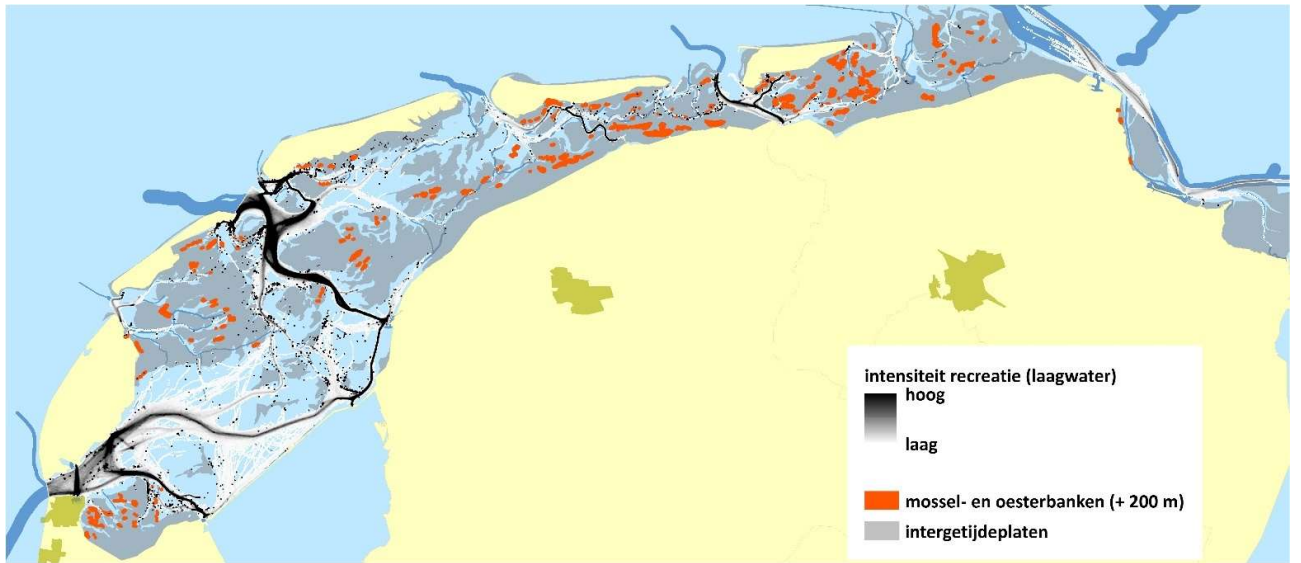 intensiteit recreatie (laagwater)
hoog
laag
mossel- en oesterbanken (+ 200 m)
intergetijdeplaten